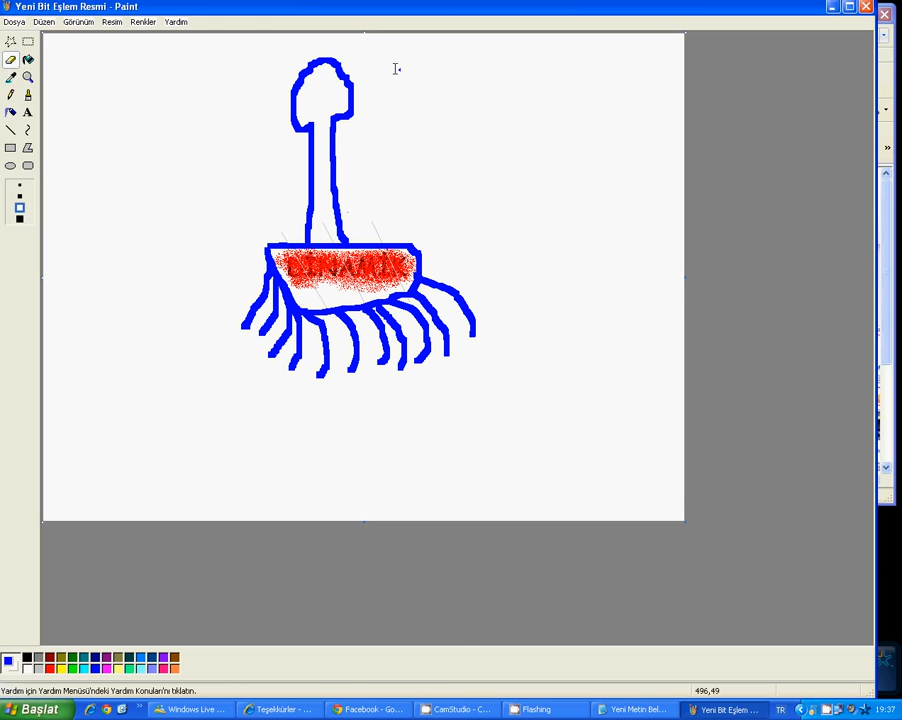 Yeni Bit Eşlem Resmi - Paint
Dosya Düzen Görünüm Resim Renkler Yardım
A
DİNAMİK
Yardım için Yardım Menüsü'ndeki Yardım Konuları'nı tıklatın.
496,49
Başlat
Windows Live ...
Teşekkürler - ...
Facebook - Go...
CamStudio - C...
Flashing
Yeni Metin Bel...
Yeni Bit Eşlem ...
TR
19:37